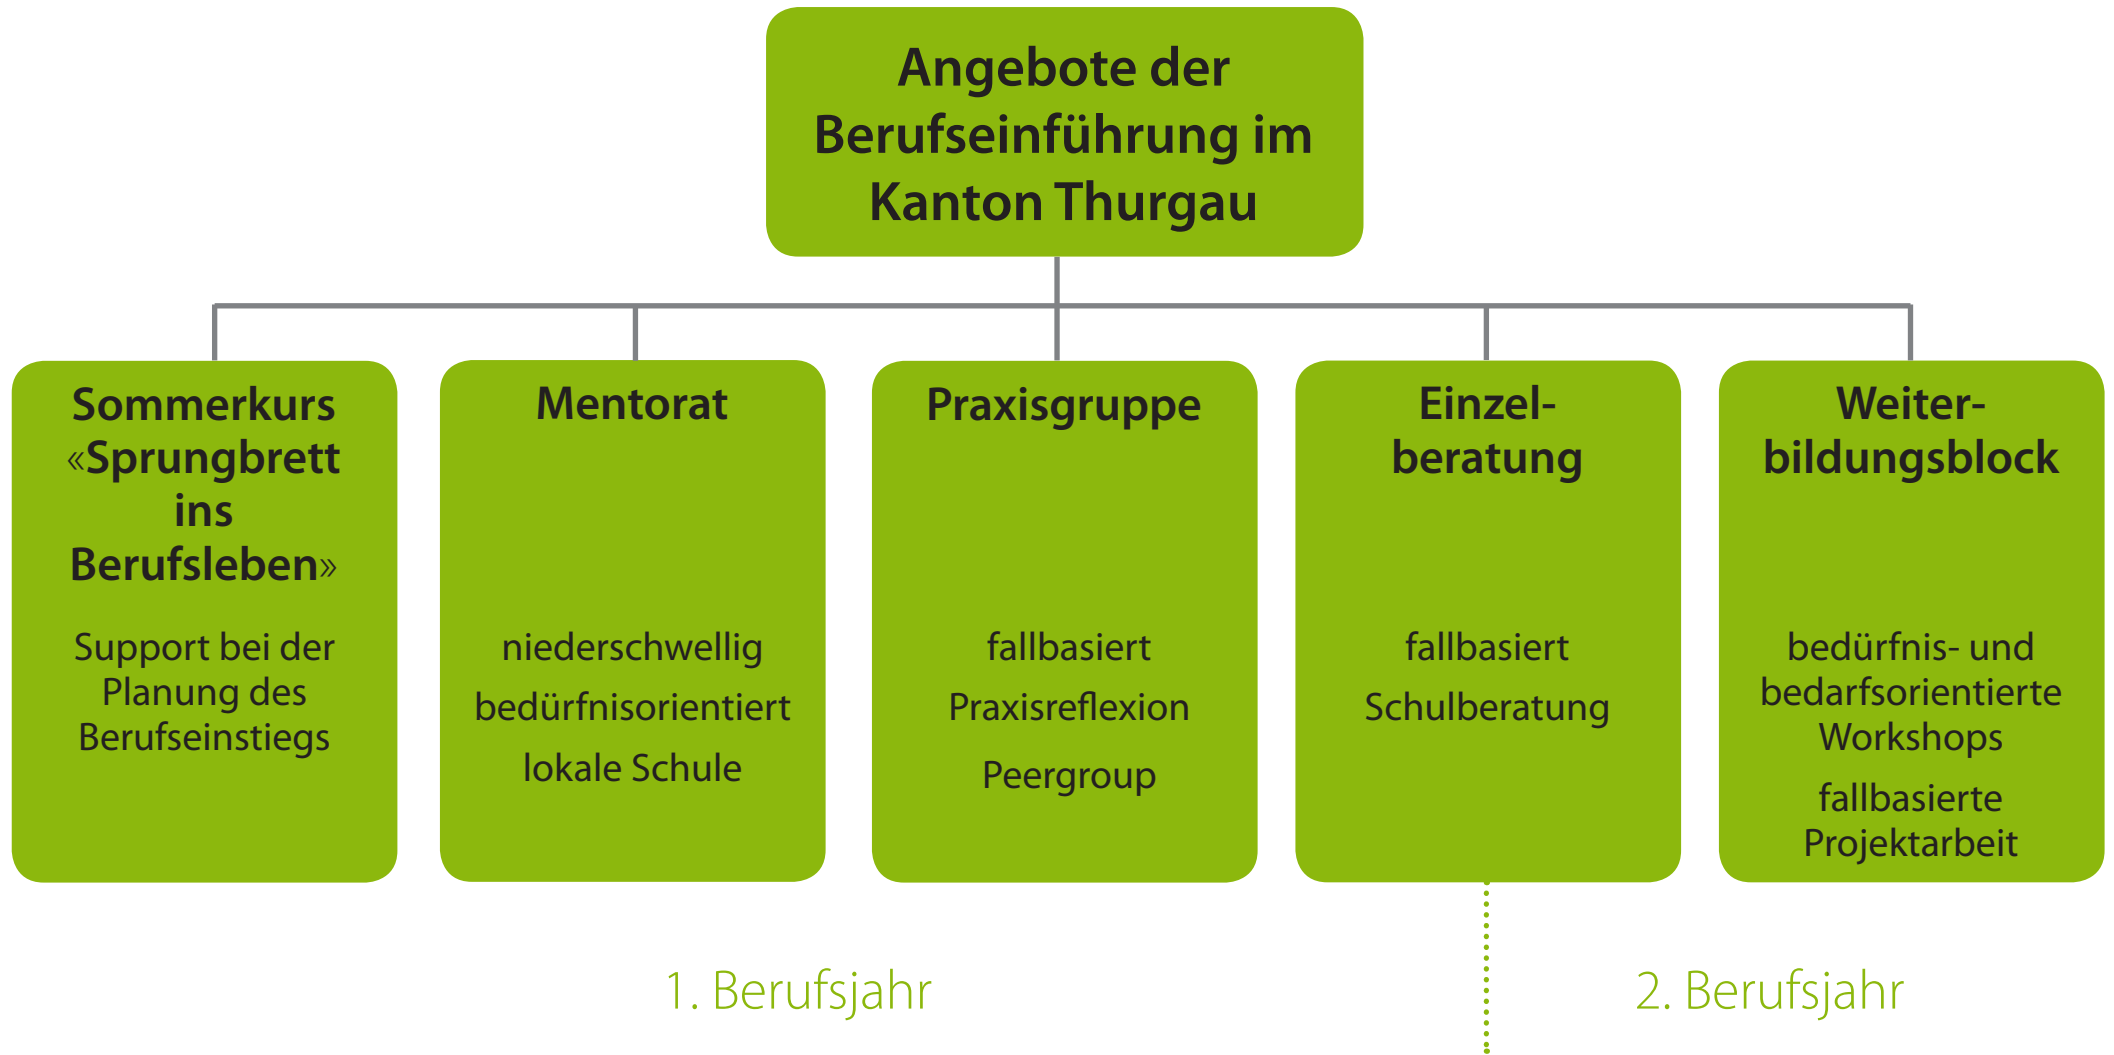 Angebote der
Berufseinführung im
Kanton Thurgau
Sommerkurs
«Sprungbrett
ins
Berufsleben»
Support bei der
Planung des
Berufseinstiegs
Mentorat
niederschwellig
bedürfnisorientiert
lokale Schule
Praxisgruppe
fallbasiert
Praxisreflexion
Peergroup
Einzel-
beratung
fallbasiert
Schulberatung
Weiter-
bildungsblock
bedürfnis- und
bedarfsorientierte
Workshops
fallbasierte
Projektarbeit
1. Berufsjahr
2. Berufsjahr